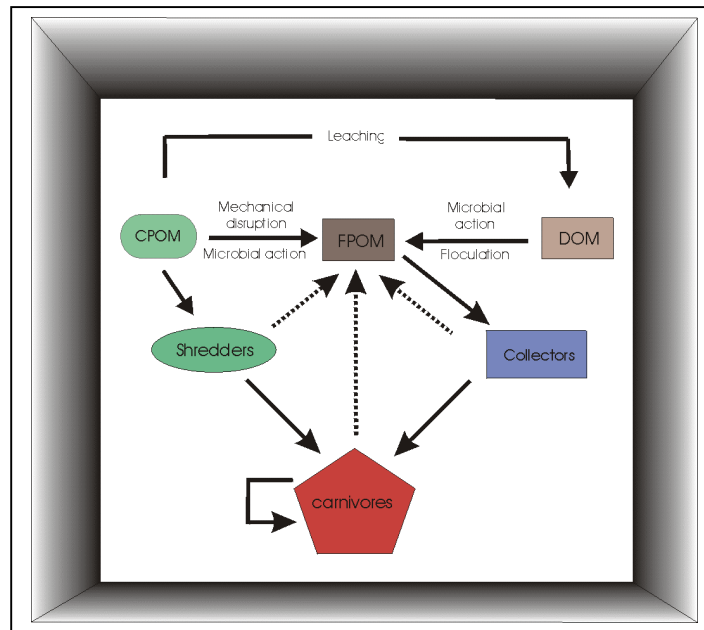 Leaching
Mechanical
disruption
Microbial
action
CPOM
FPOM
DOM
Microbial action
Floculation
Shredders
Collectors
carnivores